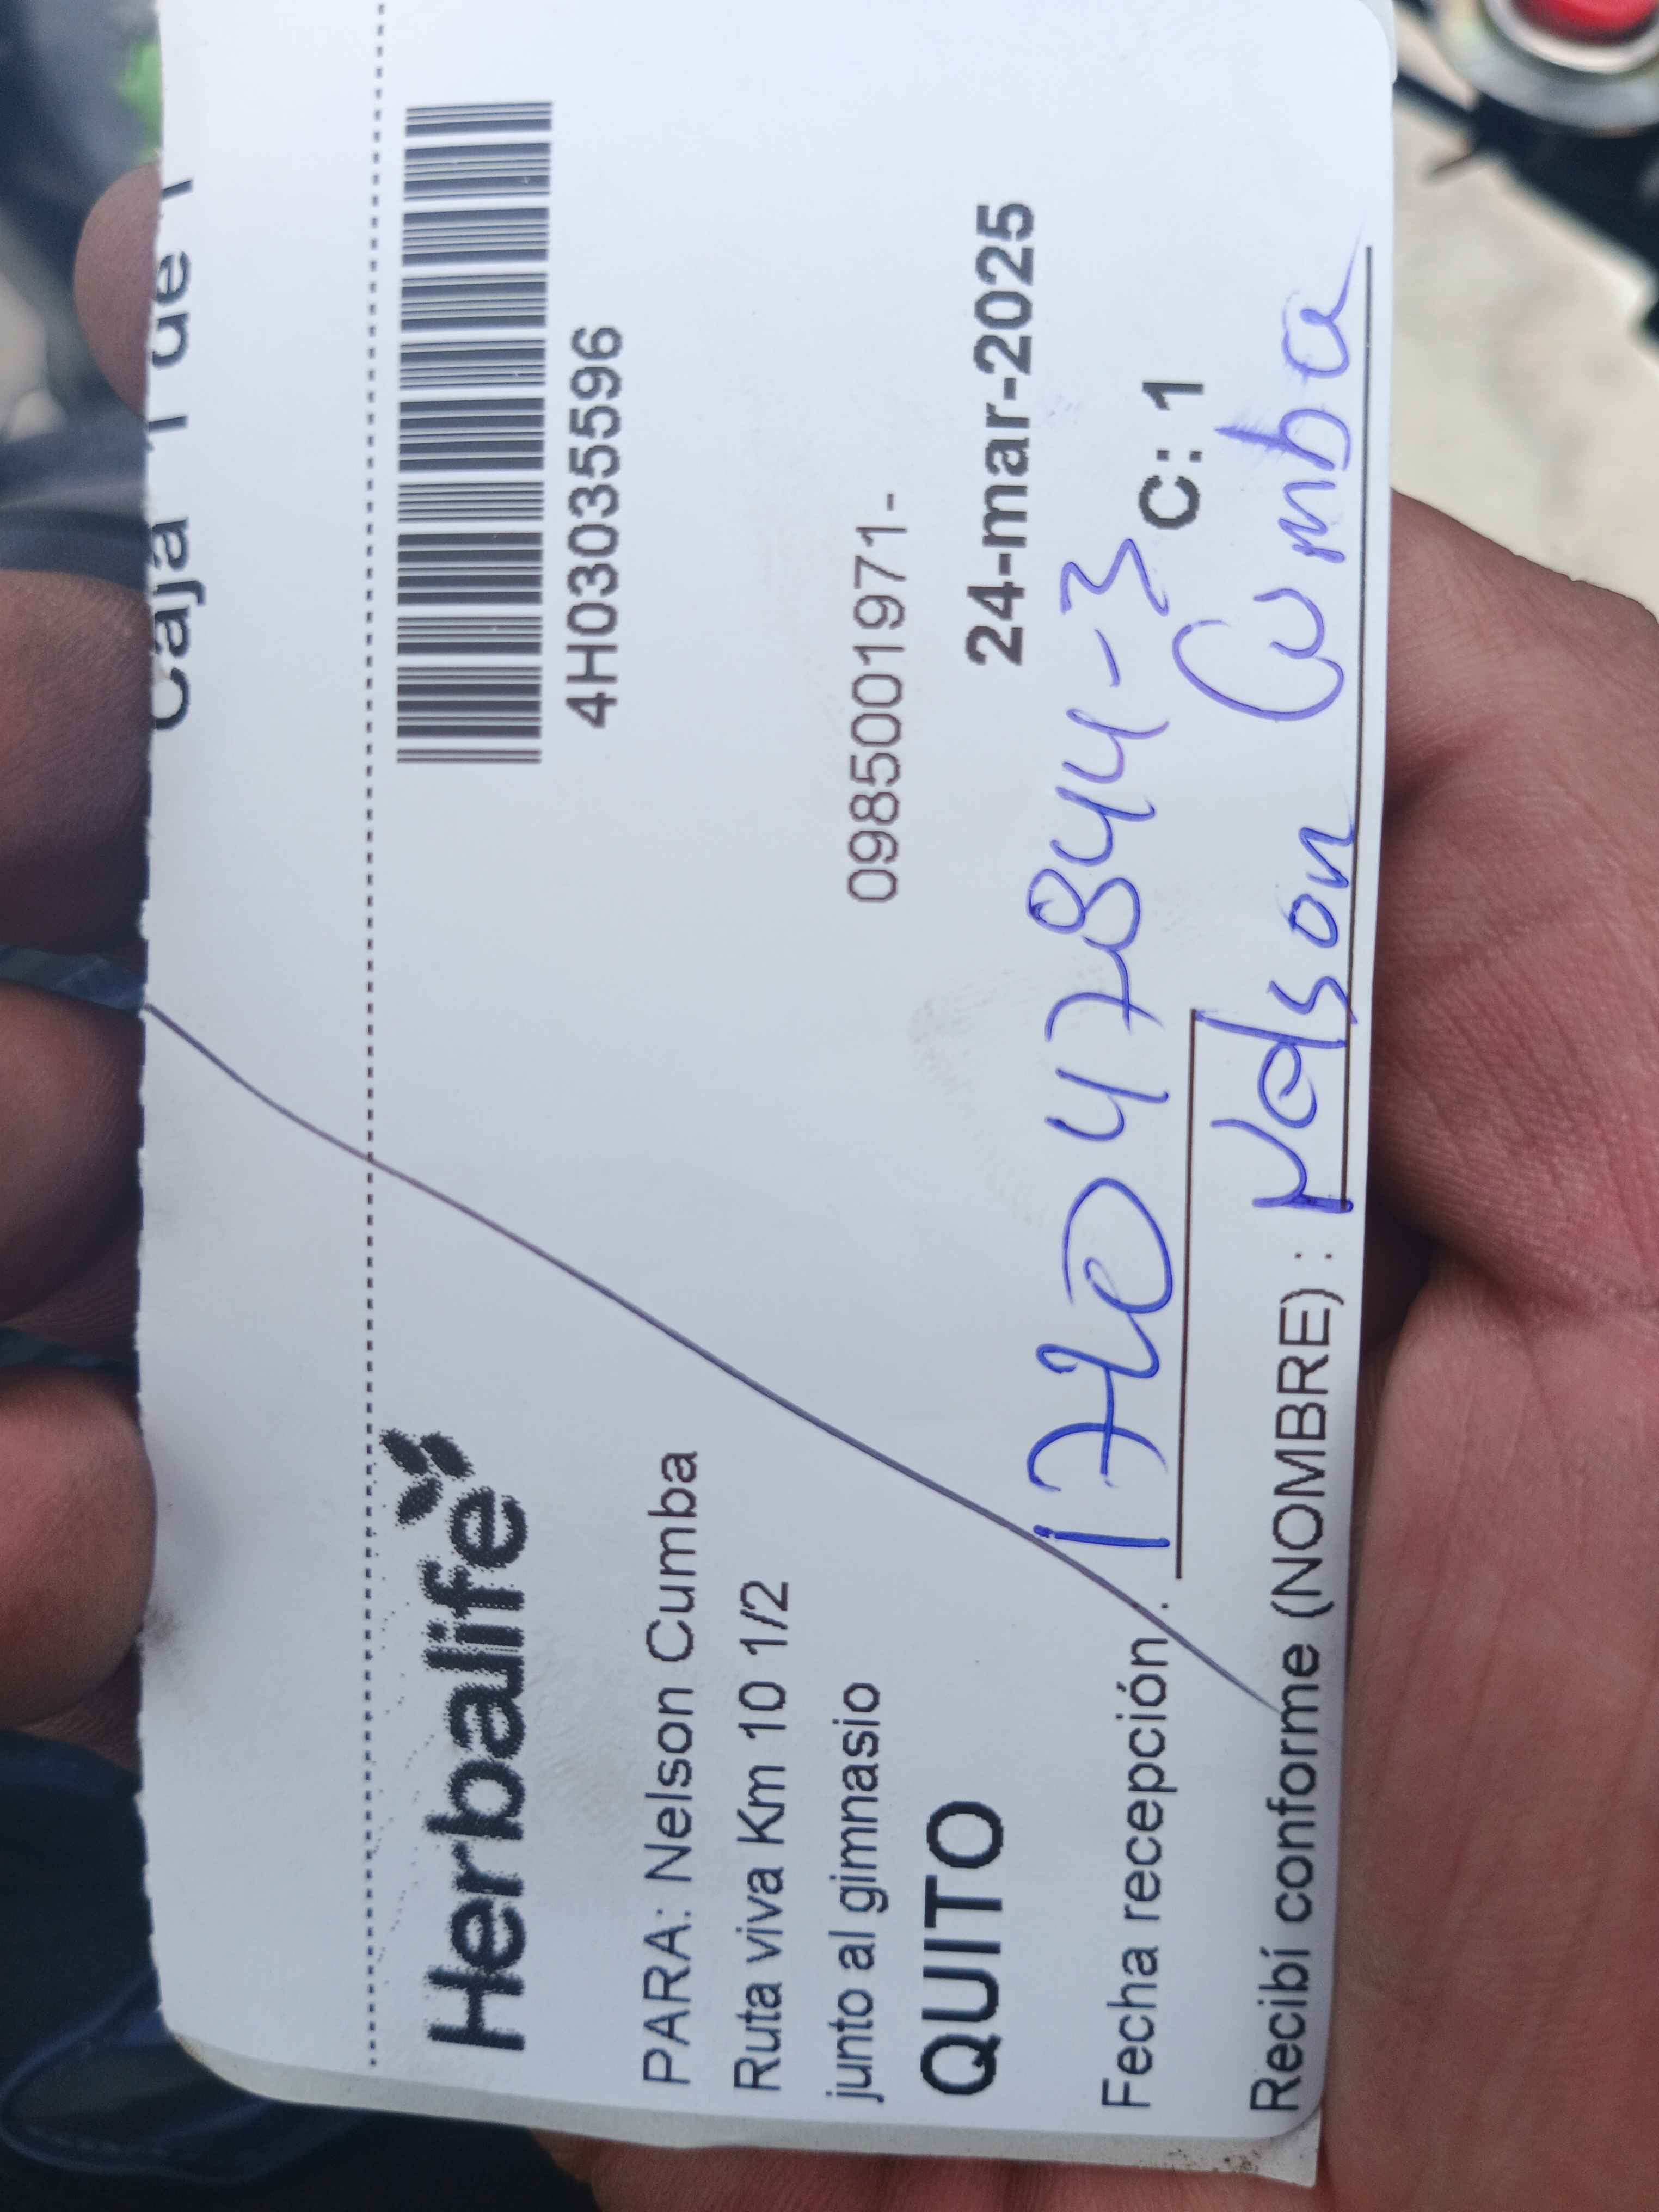 Caja 1 de 1
Herbalife
4H03035596
PARA: Nelson Cumba
Ruta viva Km 10 1/2
junto al gimnasio
0985001971-
QUITO
24-mar-2025
Fecha recepción : 172047844-3
C: 1
Recibí conforme (NOMBRE) : Nelson Cumba